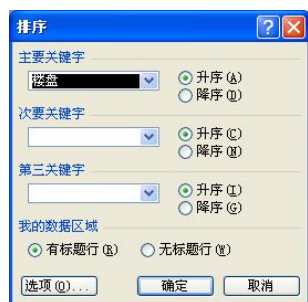 排序
主要关键字
楼盘
升序(A)
降序(D)
次要关键字
升序(C)
降序(N)
第三关键字
升序(I)
降序(G)
我的数据区域
有标题行(R) 无标题行(W)
选项(O)... 确定 取消